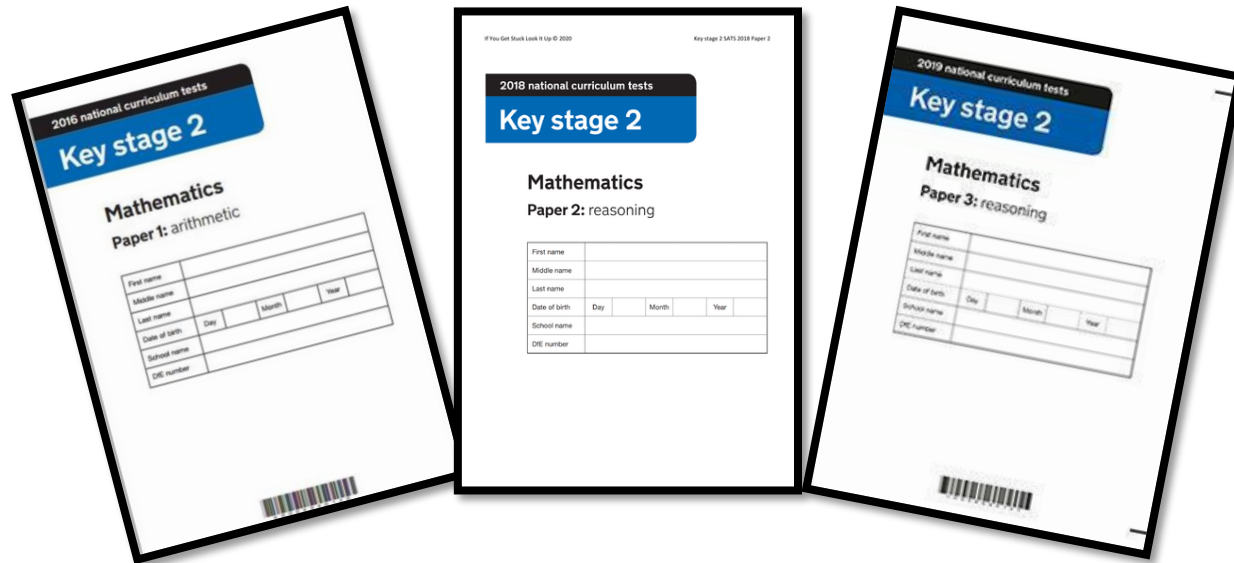 2016 national curriculum tests
Key stage 2
Mathematics
Paper 1: arithmetic
First name
Middle name
Last name
Date of birth Day Month Year
School name
DfE number
If You Get Stuck Look It Up © 2020 Key stage 2 SATS 2018 Paper 2
2018 national curriculum tests
Key stage 2
Mathematics
Paper 2: reasoning
First name
Middle name
Last name
Date of birth Day Month Year
School name
DfE number
2019 national curriculum tests
Key stage 2
Mathematics
Paper 3: reasoning
First name
Middle name
Last name
Date of birth Day Month Year
School name
DfE number